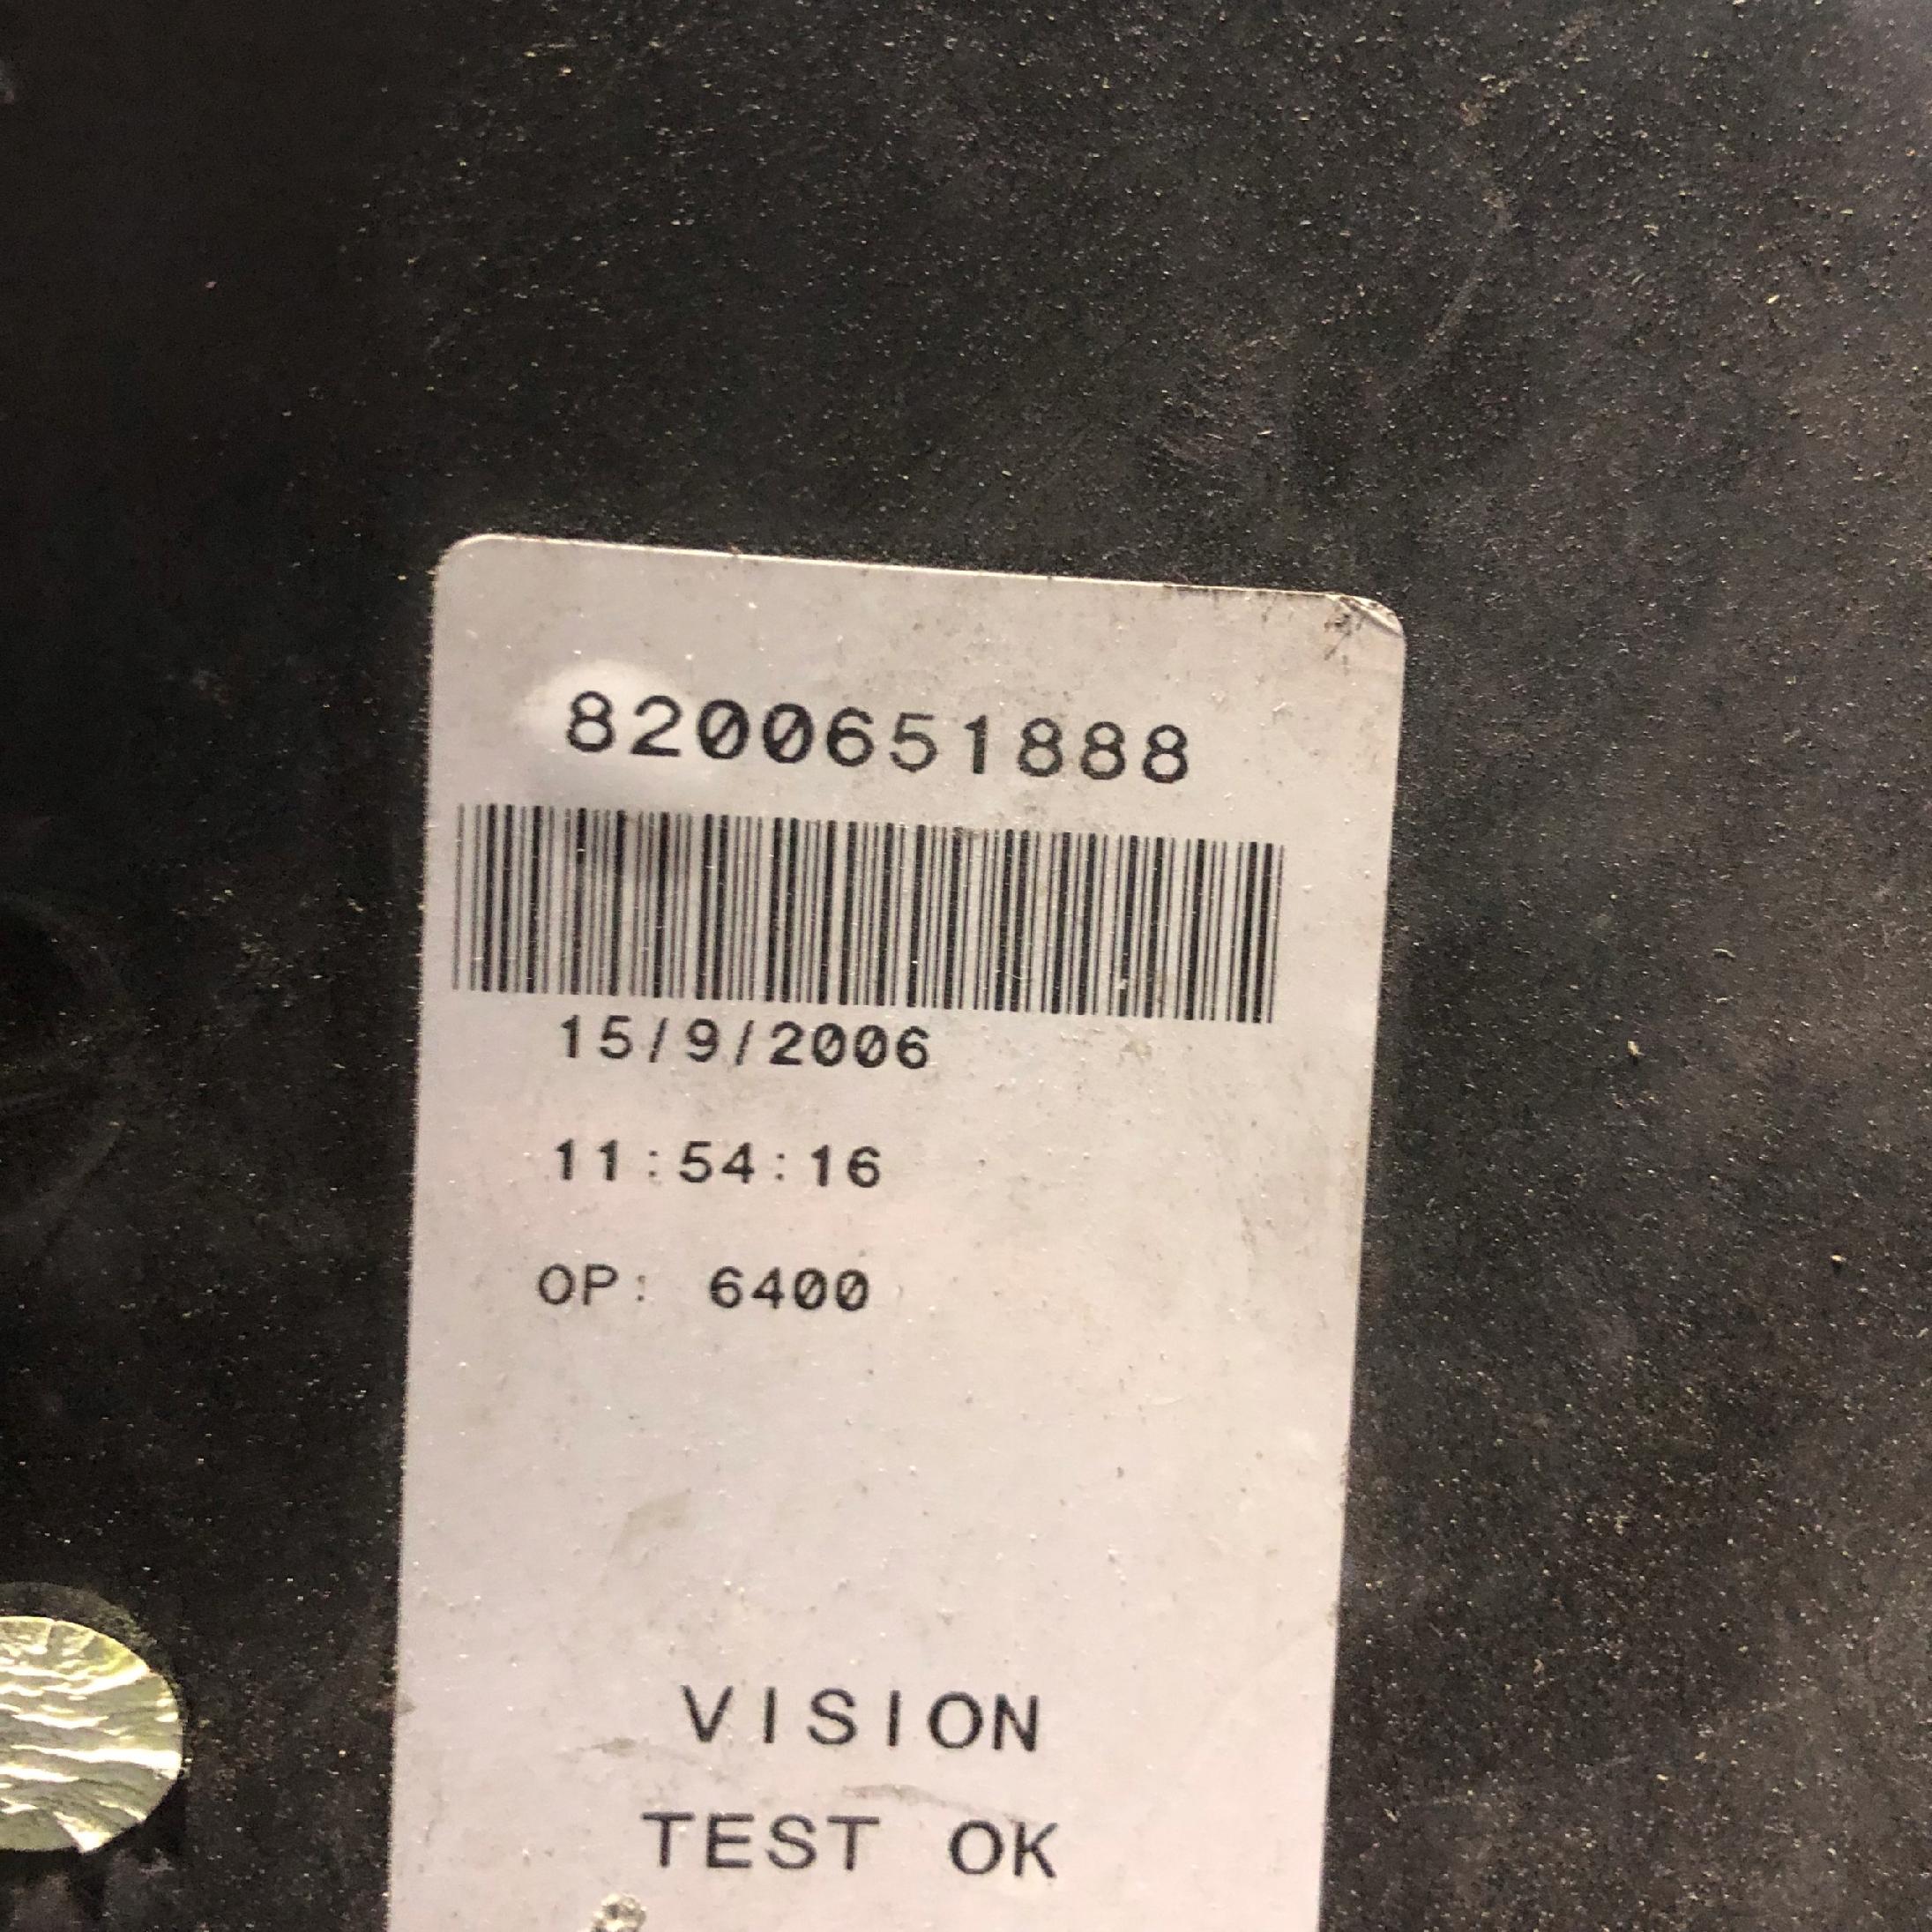 8200651888
15/9/2006
11:54:16
OP: 6400
VISION
TEST OK